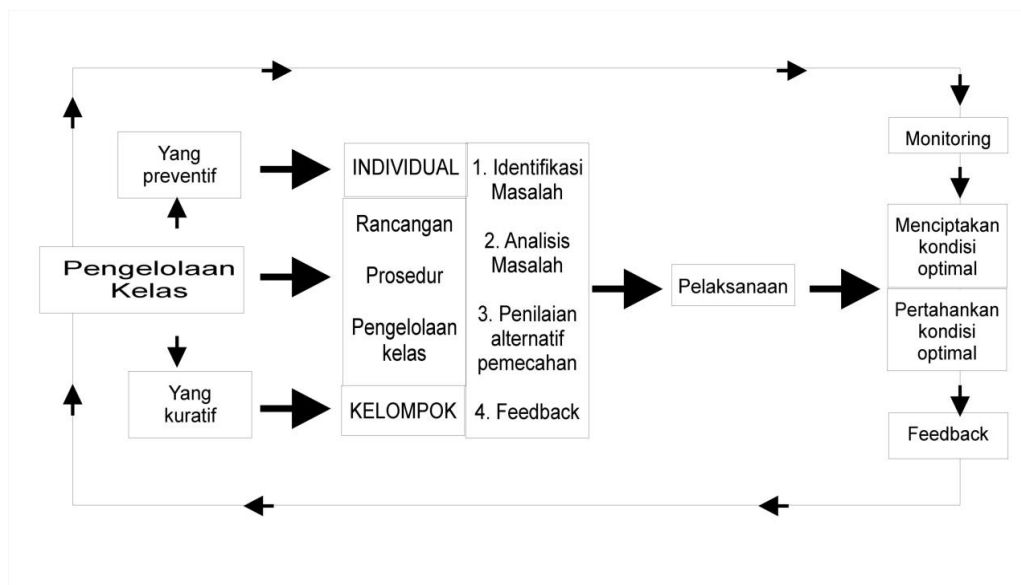 Yang
preventif
Pengelolaan
Kelas
Yang
kuratif
INDIVIDUAL
Rancangan
Prosedur
Pengelolaan
kelas
KELOMPOK
1. Identifikasi
Masalah
2. Analisis
Masalah
3. Penilaian
alternatif
pemecahan
4. Feedback
Pelaksanaan
Monitoring
Menciptakan
kondisi
optimal
Pertahankan
kondisi
optimal
Feedback